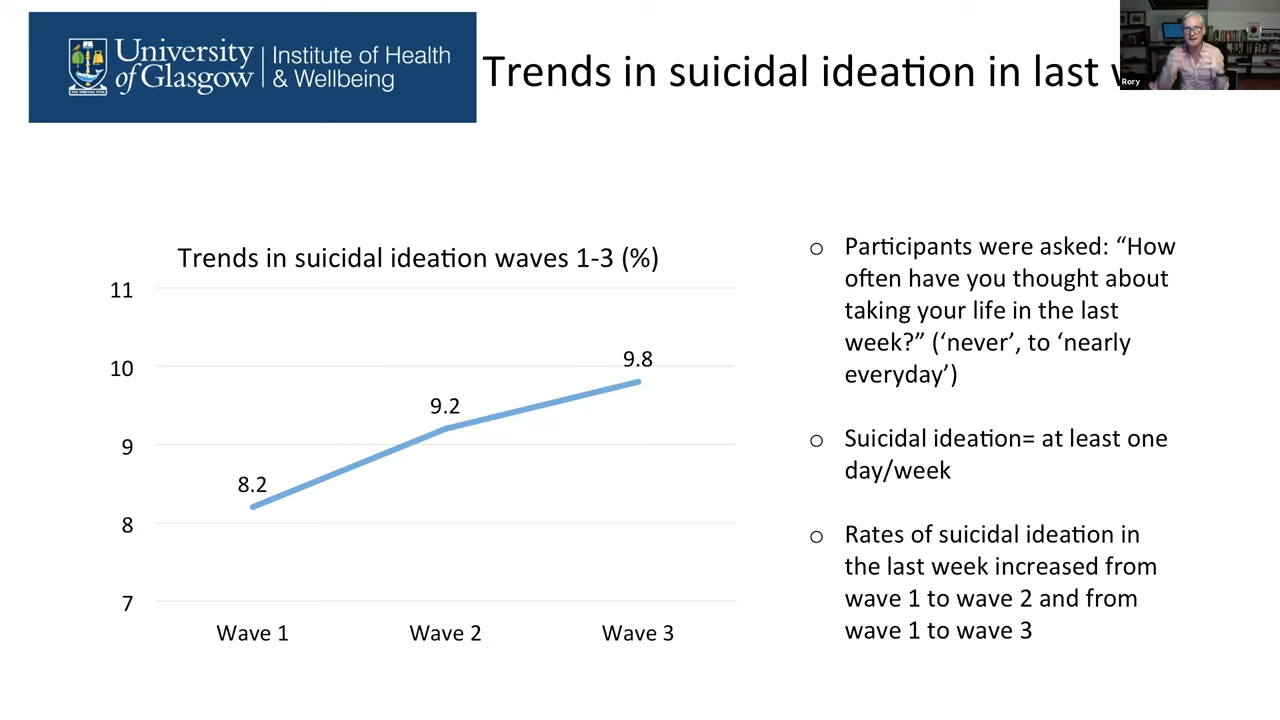 University of Glasgow
Institute of Health & Wellbeing
Trends in suicidal ideation in last
Rory
Trends in suicidal ideation waves 1-3 (%)
11
10
9
8
7
8.2
9.2
9.8
Wave 1
Wave 2
Wave 3
o Participants were asked: “How
often have you thought about
taking your life in the last
week?” (‘never’, to ‘nearly
everyday’)
o Suicidal ideation= at least one
day/week
o Rates of suicidal ideation in
the last week increased from
wave 1 to wave 2 and from
wave 1 to wave 3